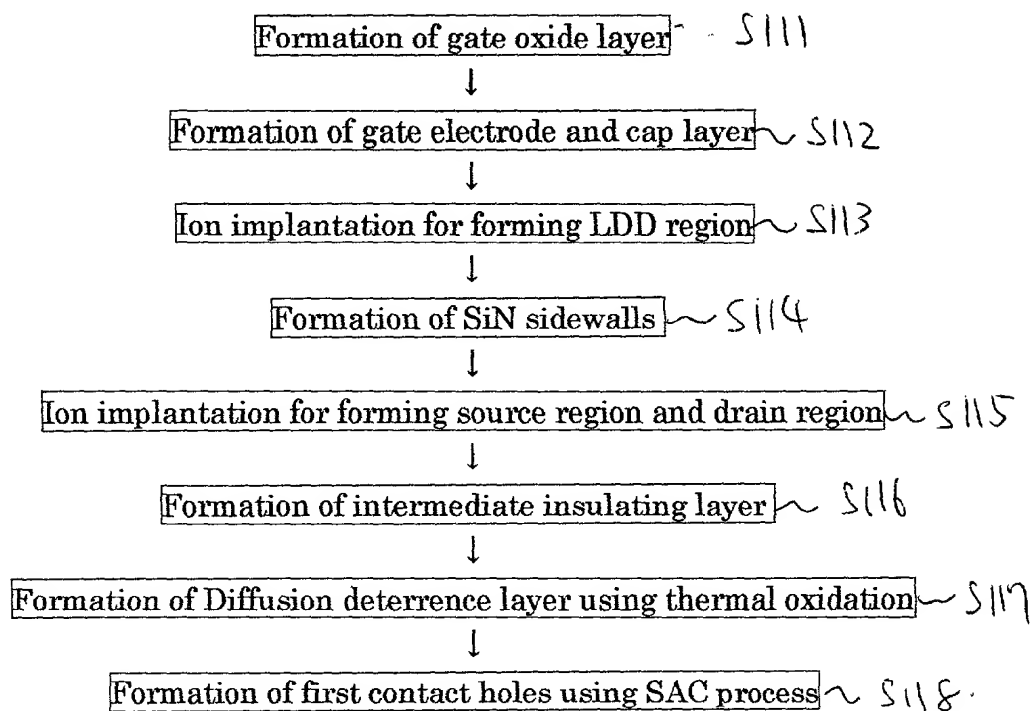 Formation of gate oxide layer S111
↓
Formation of gate electrode and cap layer S112
↓
Ion implantation for forming LDD region S113
↓
Formation of SiN sidewalls S114
↓
Ion implantation for forming source region and drain region S115
↓
Formation of intermediate insulating layer S116
↓
Formation of Diffusion deterrence layer using thermal oxidation S117
↓
Formation of first contact holes using SAC process S118.